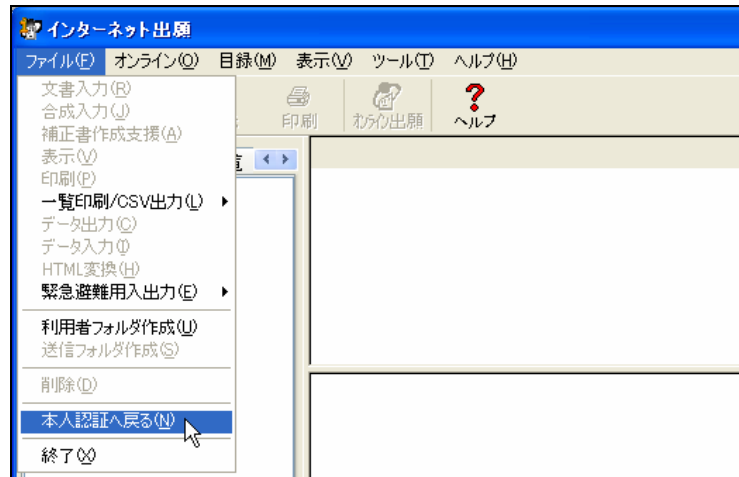 インターネット出願
ファイル(F) オンライン(O) 目録(M) 表示(V) ツール(T) ヘルプ(H)
文書入力(R)
合成入力(J)
補正書作成支援(A)
表示(V)
印刷(P)
一覧印刷/CSV出力(L)
データ出力(C)
データ入力(I)
HTML変換(H)
緊急避難用入出力(E)
利用者フォルダ作成(U)
送信フォルダ作成(S)
削除(D)
本人認証へ戻る(N)
終了(X)
印刷 オンライン出願 ヘルプ